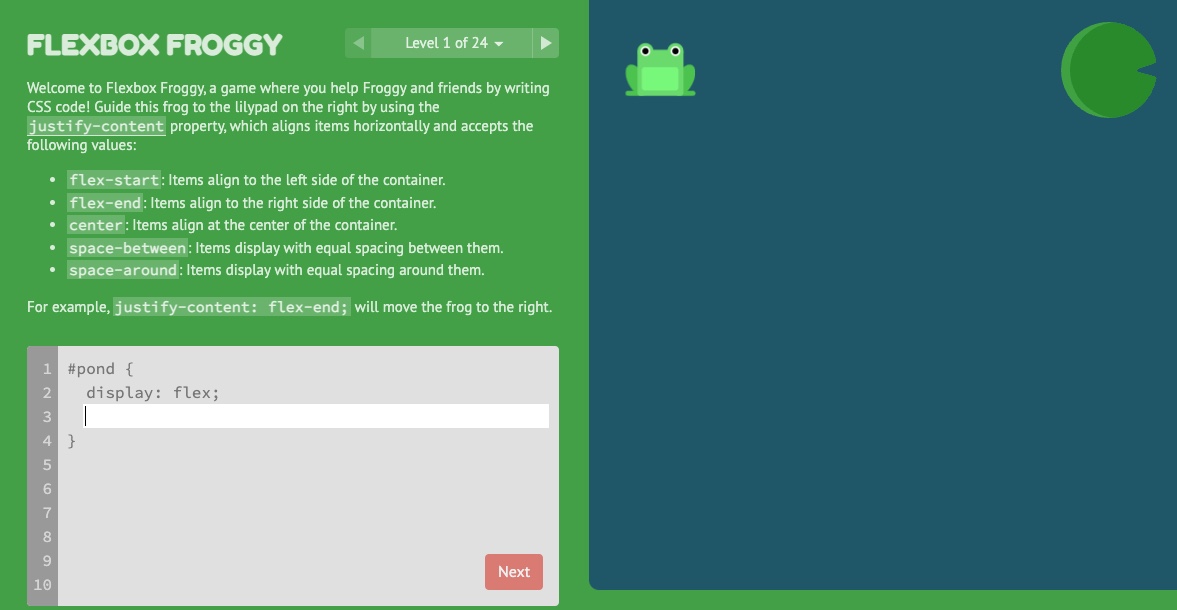 FLEXBOX FROGGY
Level 1 of 24
Welcome to Flexbox Froggy, a game where you help Froggy and friends by writing
CSS code! Guide this frog to the lilypad on the right by using the
justify-content property, which aligns items horizontally and accepts the
following values:
• flex-start: Items align to the left side of the container.
• flex-end: Items align to the right side of the container.
• center: Items align at the center of the container.
• space-between: Items display with equal spacing between them.
• space-around: Items display with equal spacing around them.
For example, justify-content: flex-end; will move the frog to the right.
1 #pond {
2 display: flex;
3
4 }
5
6
7
8
9
10
Next